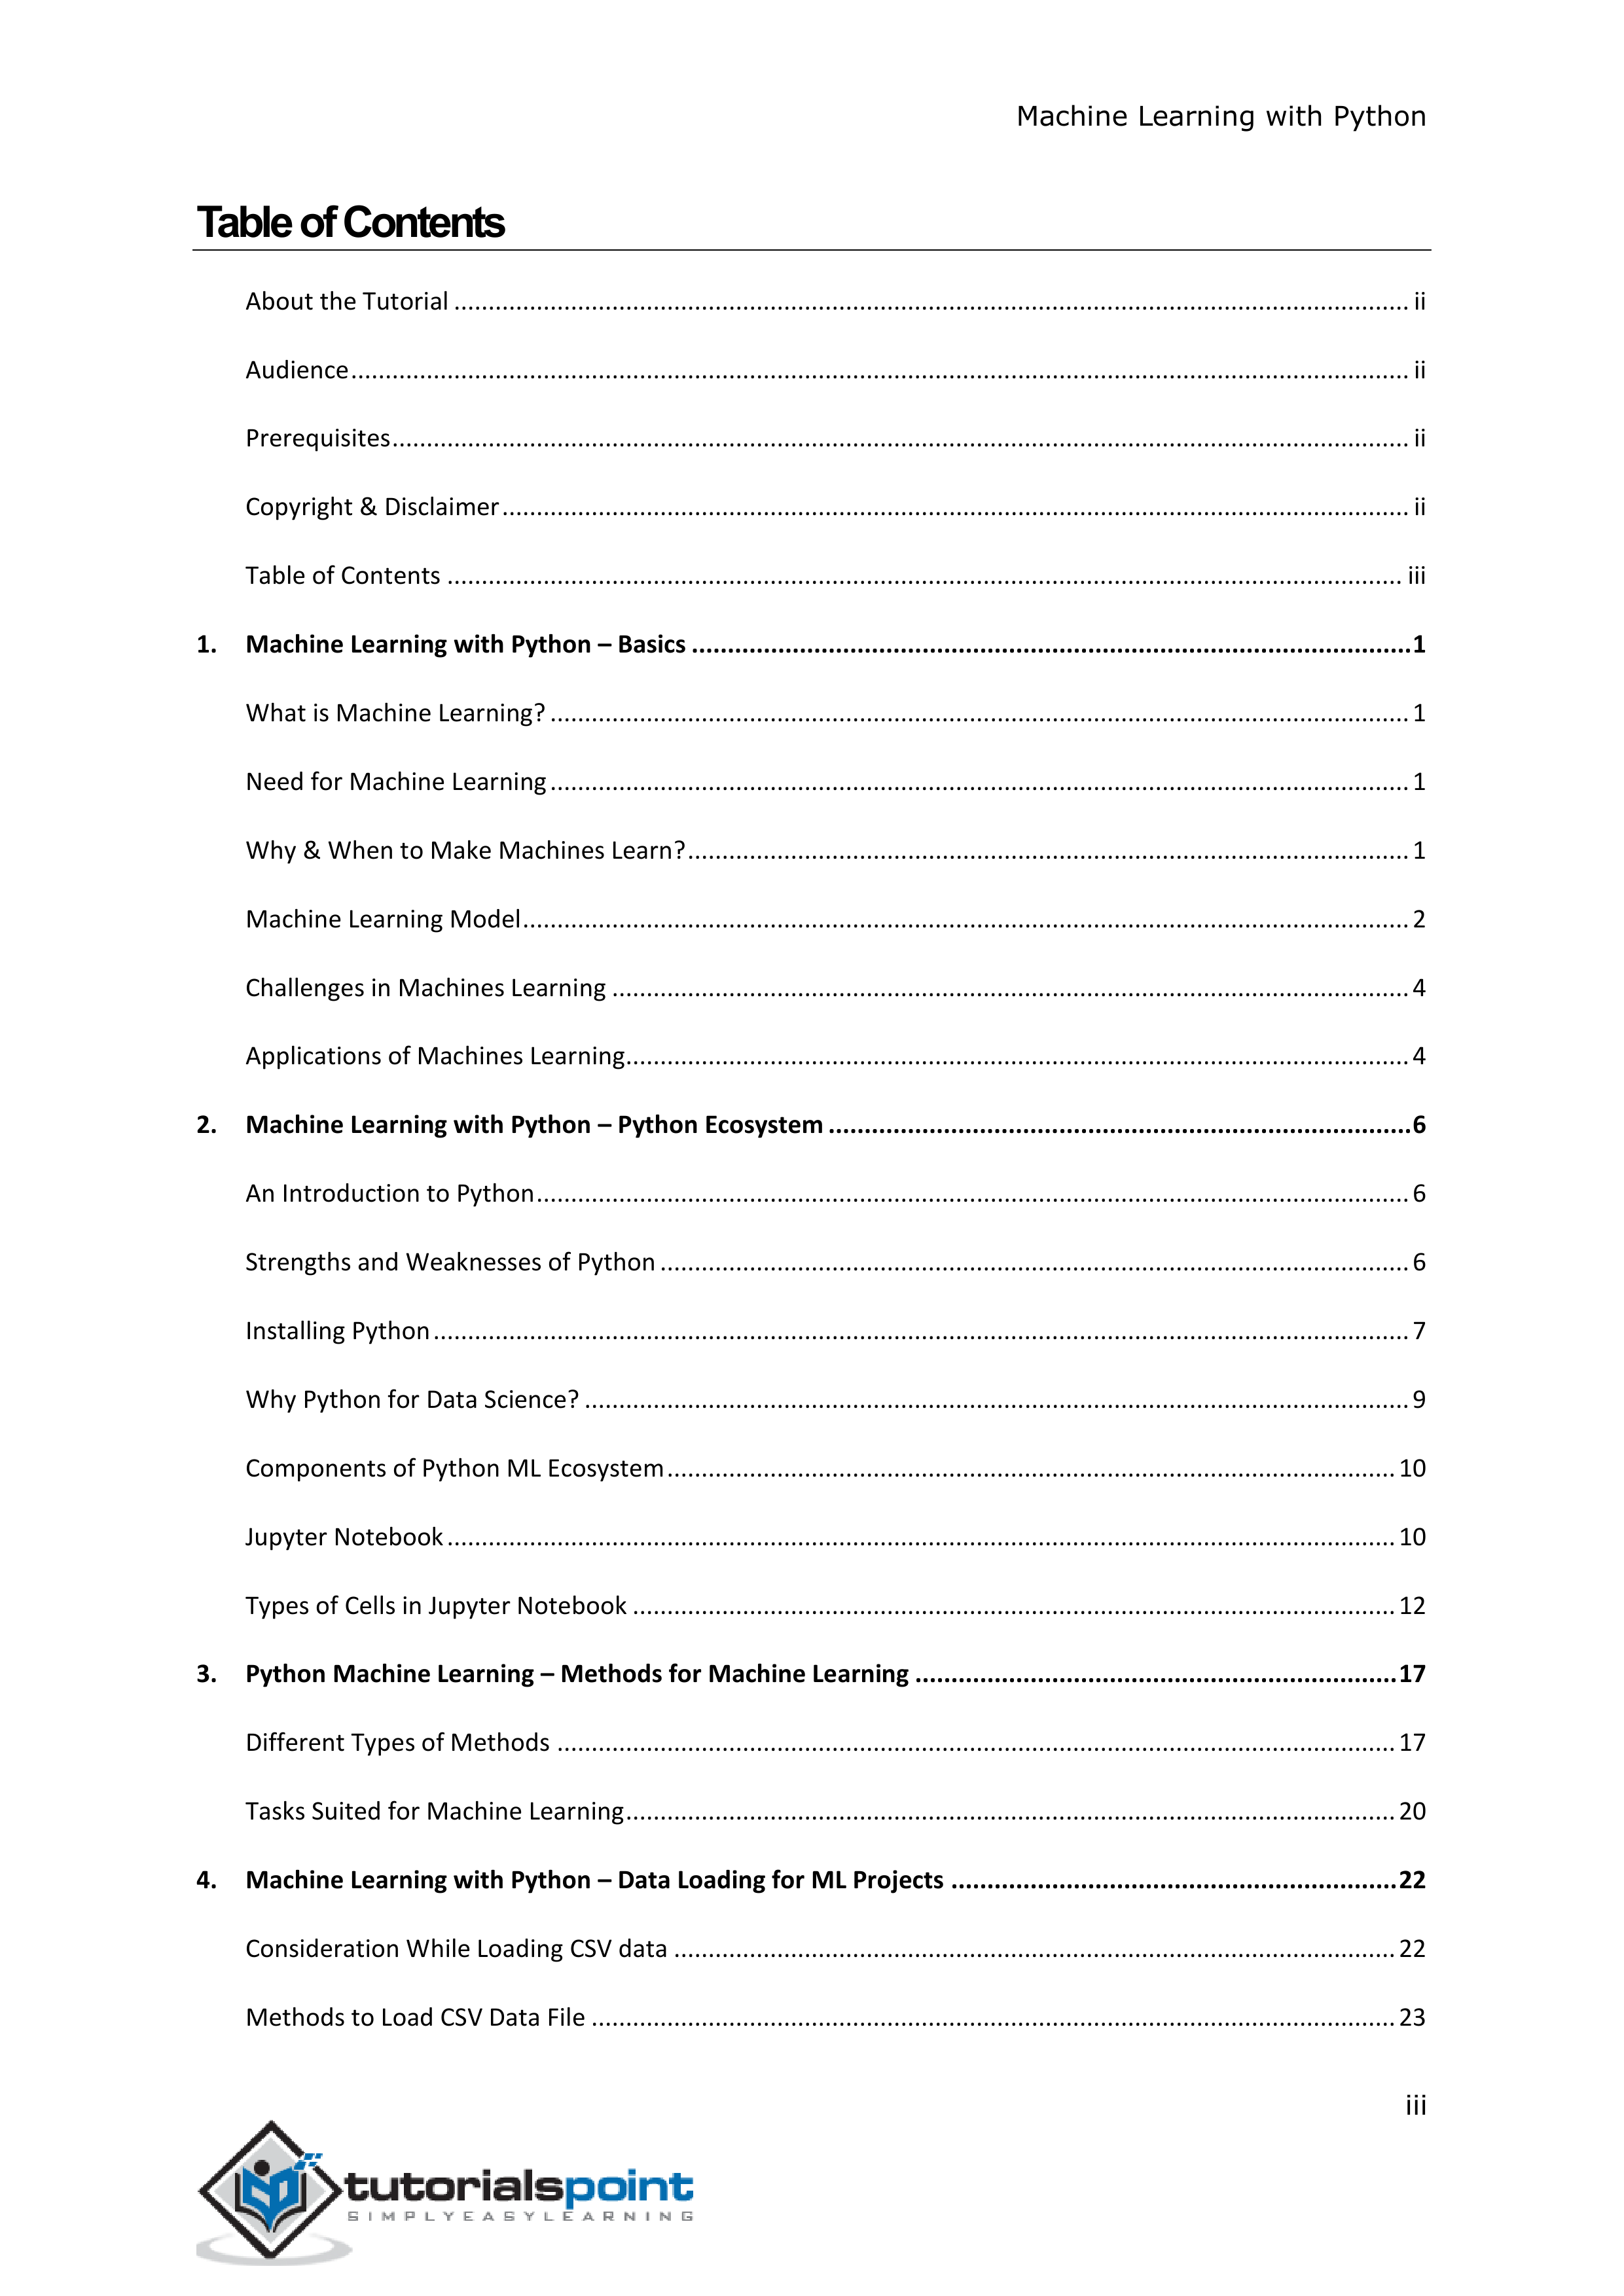 Machine Learning with Python
Table of Contents
About the Tutorial ........................................ ii
Audience ........................................ ii
Prerequisites ........................................ ii
Copyright & Disclaimer ........................................ ii
Table of Contents ........................................ iii
1. Machine Learning with Python – Basics ........................................ 1
What is Machine Learning? ........................................ 1
Need for Machine Learning ........................................ 1
Why & When to Make Machines Learn? ........................................ 1
Machine Learning Model ........................................ 2
Challenges in Machines Learning ........................................ 4
Applications of Machines Learning ........................................ 4
2. Machine Learning with Python – Python Ecosystem ........................................ 6
An Introduction to Python ........................................ 6
Strengths and Weaknesses of Python ........................................ 6
Installing Python ........................................ 7
Why Python for Data Science? ........................................ 9
Components of Python ML Ecosystem ........................................ 10
Jupyter Notebook ........................................ 10
Types of Cells in Jupyter Notebook ........................................ 12
3. Python Machine Learning – Methods for Machine Learning ........................................ 17
Different Types of Methods ........................................ 17
Tasks Suited for Machine Learning ........................................ 20
4. Machine Learning with Python – Data Loading for ML Projects ........................................ 22
Consideration While Loading CSV data ........................................ 22
Methods to Load CSV Data File ........................................ 23
iii
tutorialspoint
SIMPLYEASYLEARNING